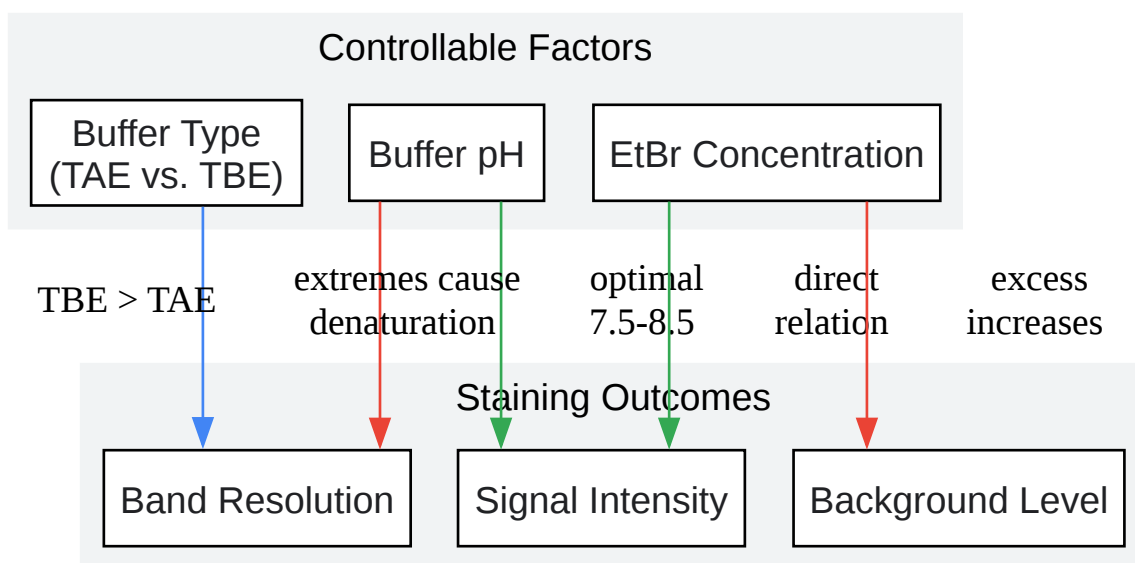 Controllable Factors
Buffer Type
(TAE vs. TBE)
Buffer pH
EtBr Concentration
TBE > TAE
extremes cause
denaturation
optimal
7.5-8.5
direct
relation
excess
increases
Staining Outcomes
Band Resolution
Signal Intensity
Background Level